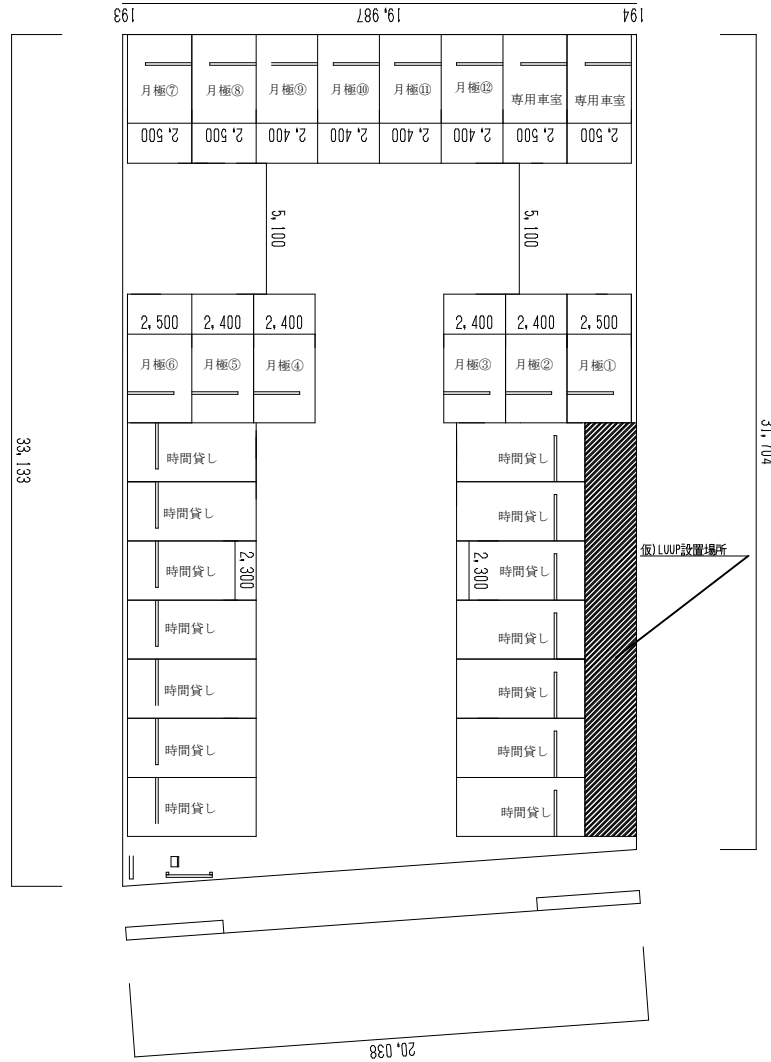 193
19,987
194
月極⑦ 月極⑧ 月極⑨ 月極⑩ 月極⑪ 月極⑫ 専用車室 専用車室
2,500 2,500 2,400 2,400 2,400 2,400 2,500 2,500
5,100 5,100
2,500 2,400 2,400 2,400 2,400 2,500
月極⑥ 月極⑤ 月極④ 月極③ 月極② 月極①
33,133
31,704
時間貸し 時間貸し
時間貸し 時間貸し
仮)LUUP設置場所
時間貸し 2,300 2,300 時間貸し
時間貸し 時間貸し
時間貸し 時間貸し
時間貸し 時間貸し
時間貸し 時間貸し
20,038